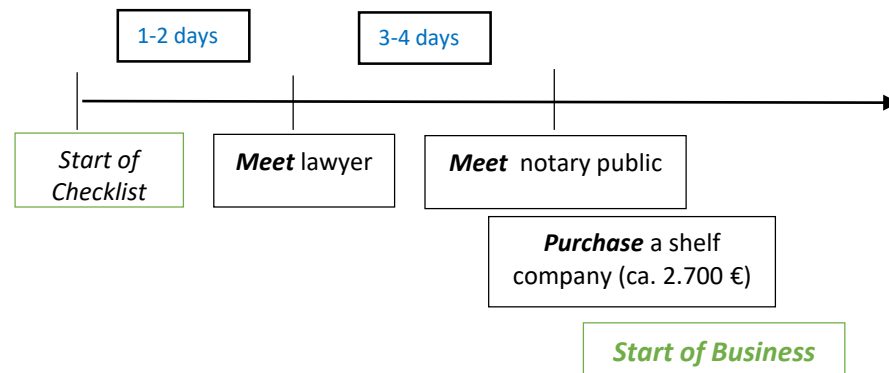 1-2 days
3-4 days
Start of
Checklist
Meet lawyer
Meet notary public
Purchase a shelf
company (ca. 2.700 €)
Start of Business